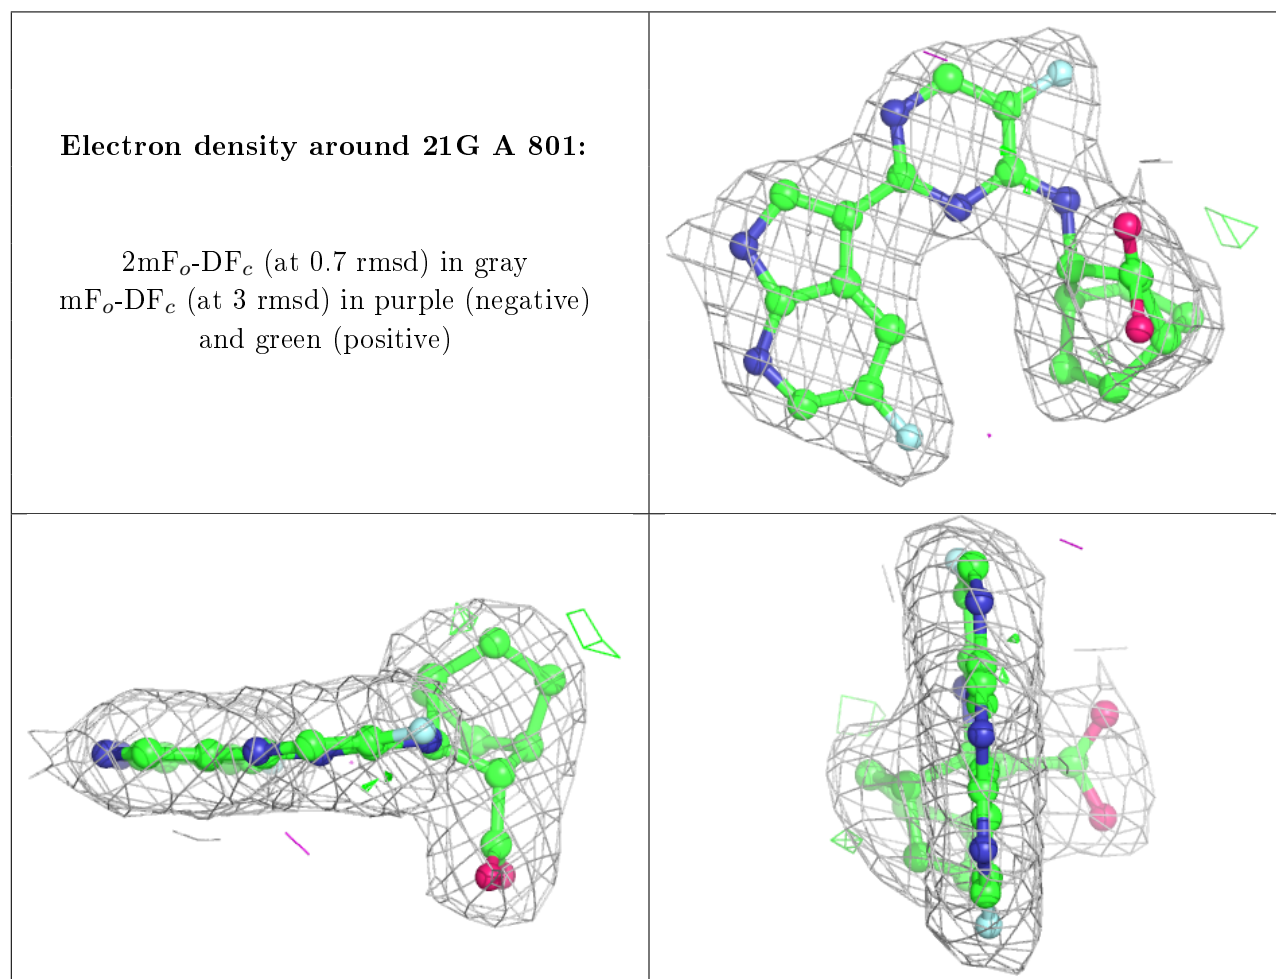 Electron density around 21G A 801:
2mFo-DFc (at 0.7 rmsd) in gray
mFo-DFc (at 3 rmsd) in purple (negative)
and green (positive)